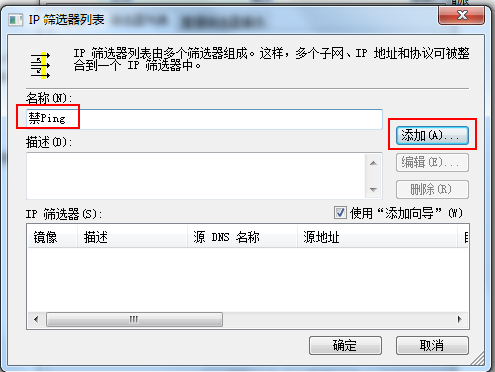 IP 筛选器列表
IP 筛选器列表由多个筛选器组成。这样，多个子网、IP 地址和协议可被整
合到一个 IP 筛选器中。
名称(N):
禁Ping
添加(A)...
描述(D):
编辑(E)...
删除(R)
IP 筛选器(S):
使用“添加向导”(W)
镜像 描述 源 DNS 名称 源地址
确定 取消